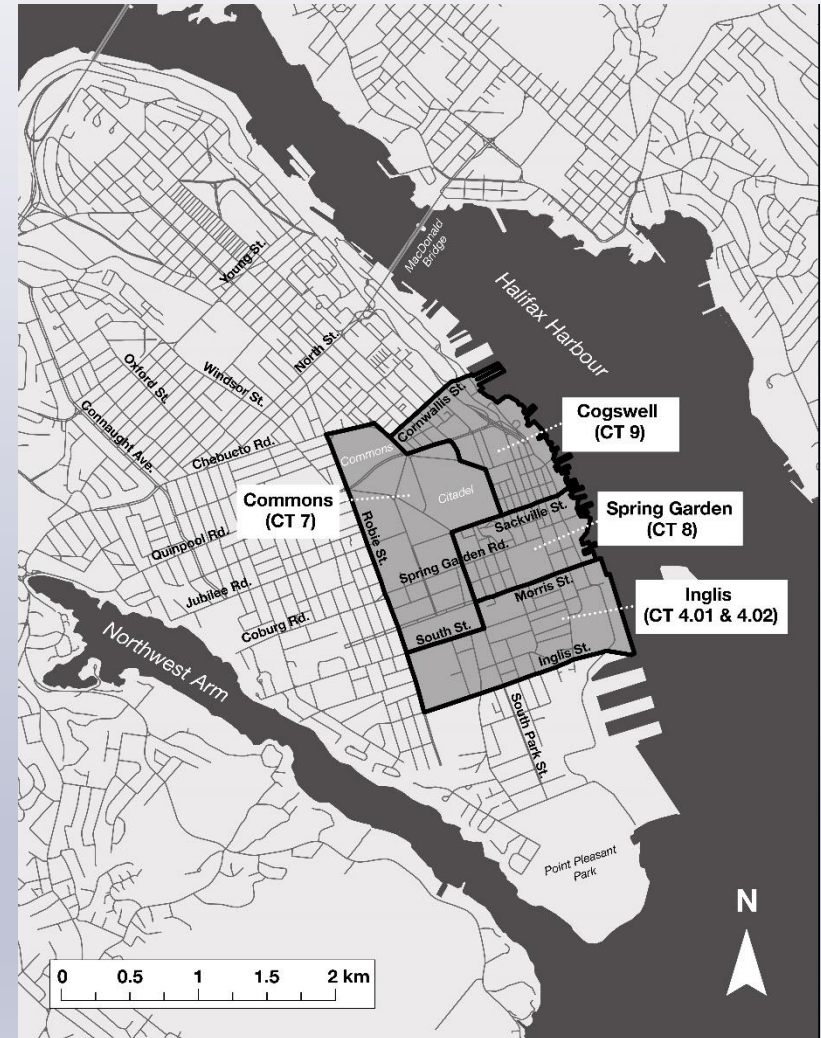 Young St.
MacDonald
Bridge
Halifax Harbour
North St.
Windsor St.
Oxford St.
Connaught Ave.
Chebucto Rd.
Cornwallis St.
Commons
Cogswell
(CT 9)
Citadel
Commons
(CT 7)
Sackville St.
Spring Garden
(CT 8)
Robie St.
Quinpool Rd.
Spring Garden Rd.
Jubilee Rd.
Morris St.
Inglis
(CT 4.01 & 4.02)
Coburg Rd.
South St.
Northwest Arm
Inglis St.
South Park St.
Point Pleasant
Park
N
0 0.5 1 1.5 2 km